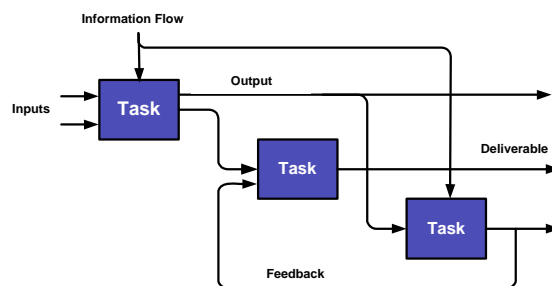 Information Flow
Output
Inputs
Task
Deliverable
Task
Task
Feedback